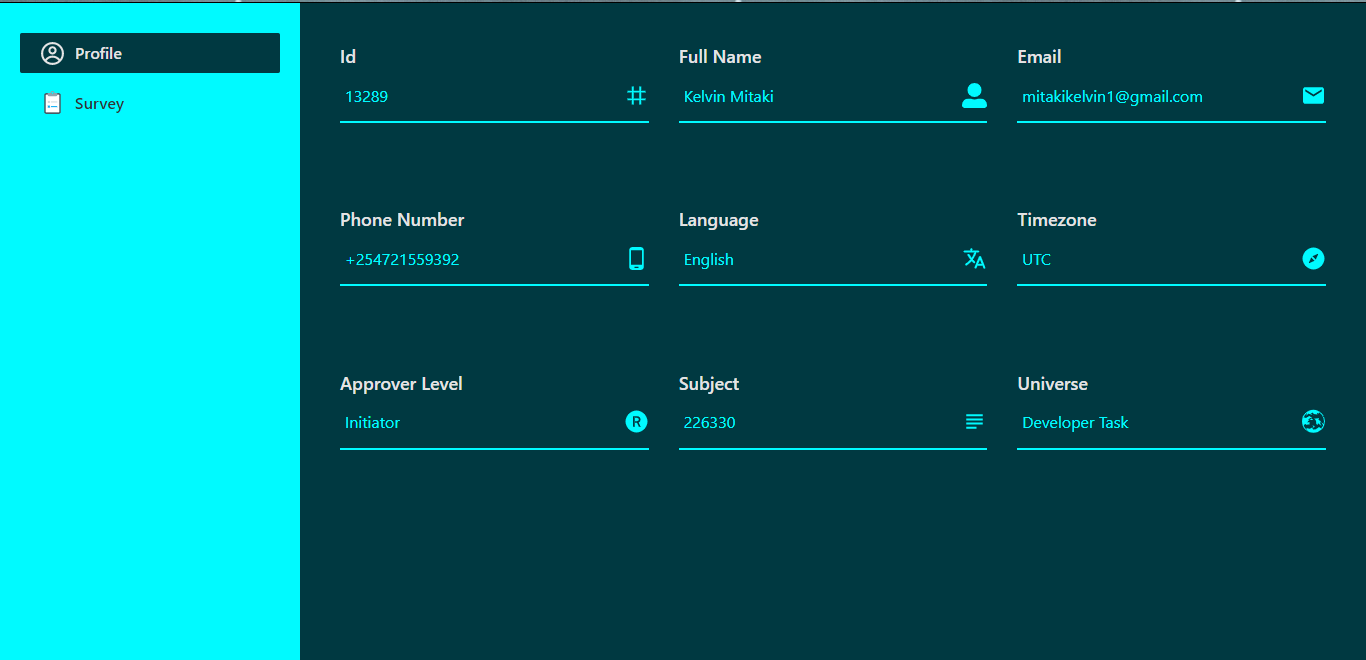 Profile
Survey
Id Full Name Email
13289 Kelvin Mitaki mitakikelvin1@gmail.com
Phone Number Language Timezone
+254721559392 English UTC
Approver Level Subject Universe
Initiator R 226330 Developer Task